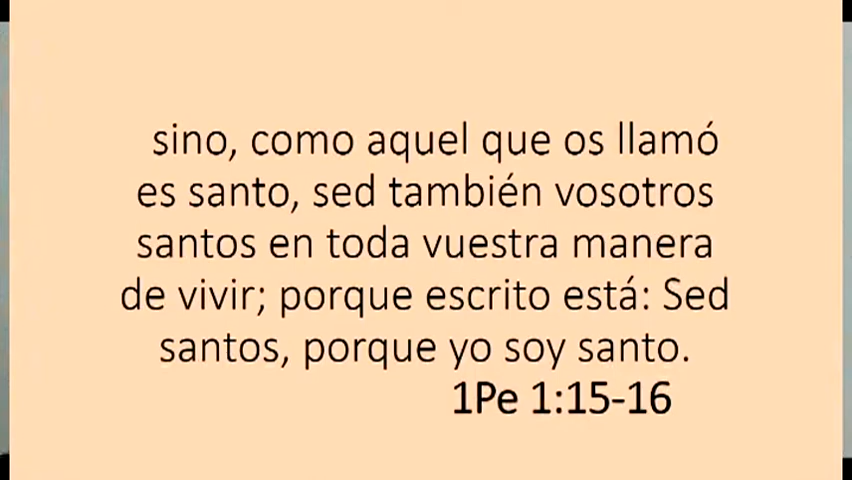 sino, como aquel que os llamó
es santo, sed también vosotros
santos en toda vuestra manera
de vivir; porque escrito está: Sed
santos, porque yo soy santo.
1Pe 1:15-16